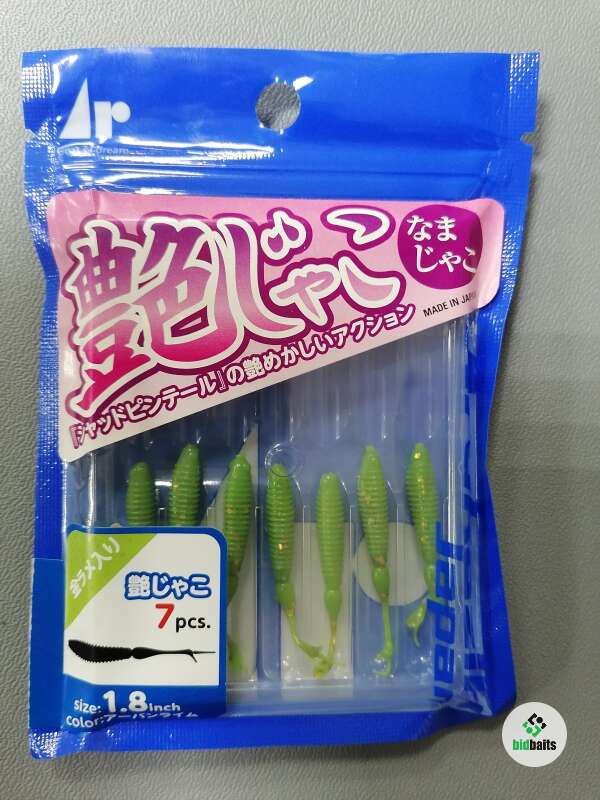 Ar
艶じゃこ
なま
じゃこ
MADE IN JAPAN
『シャッドピンテール』の艶めかしいアクション
金ラメ入り
艶じゃこ
7pcs.
size: 1.8inch
color: アーバンライム
bidbaits